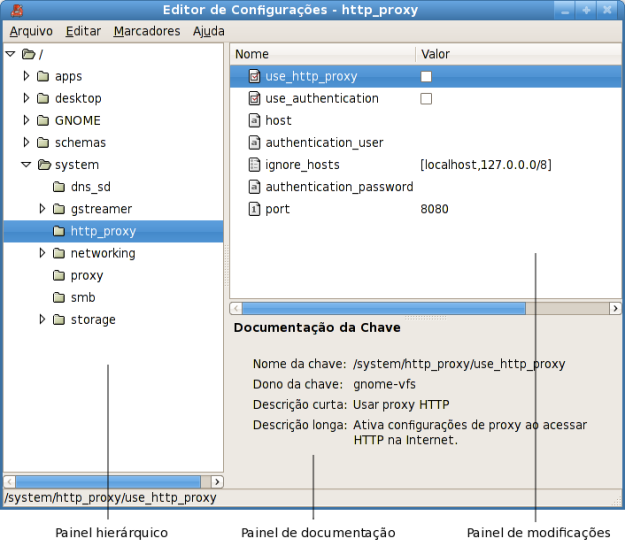 Editor de Configurações - http_proxy
Arquivo Editar Marcadores Ajuda
/
apps
desktop
GNOME
schemas
system
dns_sd
gstreamer
http_proxy
networking
proxy
smb
storage
Nome Valor
use_http_proxy
use_authentication
host
authentication_user
ignore_hosts [localhost,127.0.0.0/8]
authentication_password
port 8080
Documentação da Chave
Nome da chave: /system/http_proxy/use_http_proxy
Dono da chave: gnome-vfs
Descrição curta: Usar proxy HTTP
Descrição longa: Ativa configurações de proxy ao acessar
HTTP na Internet.
/system/http_proxy/use_http_proxy
Painel hierárquico Painel de documentação Painel de modificações